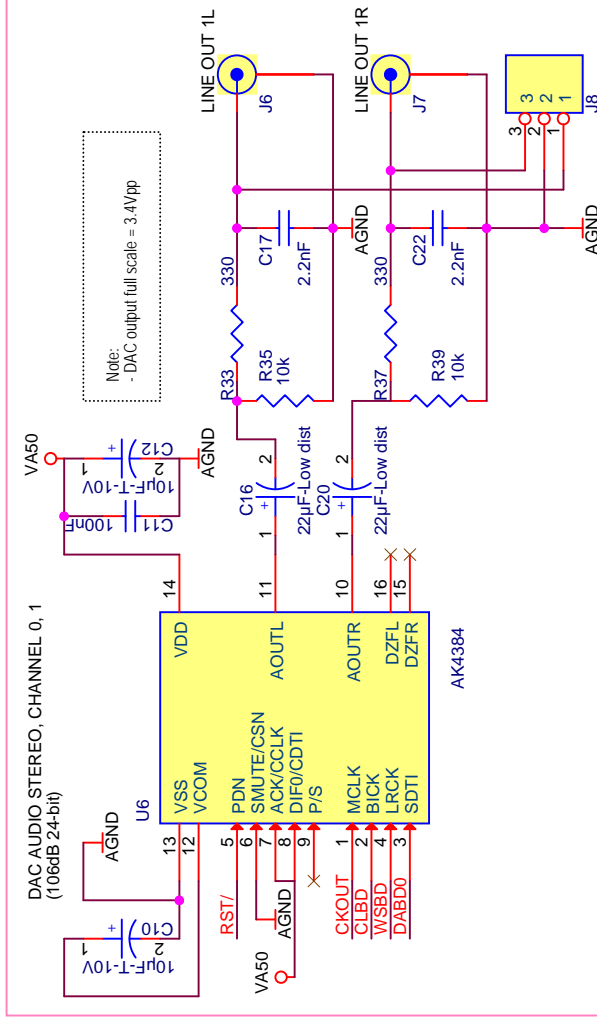 DAC AUDIO STEREO, CHANNEL 0, 1
(106dB 24-bit)
Note:
- DAC output full scale = 3.4Vpp
VA50
1
+
2
C12
10µF-T-10V
C11
100nF
AGND
1
+
2
C10
10µF-T-10V
AGND
U6
13
VSS
12
VCOM
14
VDD
RST/
5
PDN
6
SMUTE/CSN
7
ACK/CCLK
8
DIF0/CDTI
9
P/S
AGND
VA50
CKOUT
1
MCLK
CLBD
2
BICK
WSBD
4
LRCK
DABD0
3
SDTI
11
AOUTL
10
AOUTR
16
DZFL
15
DZFR
AK4384
C16
1
+
2
22µF-Low dist
C20
1
+
2
22µF-Low dist
R33
330
R35
10k
C17
2.2nF
AGND
LINE OUT 1L
J6
R37
330
R39
10k
C22
2.2nF
AGND
LINE OUT 1R
J7
3
2
1
3
2
1
J8